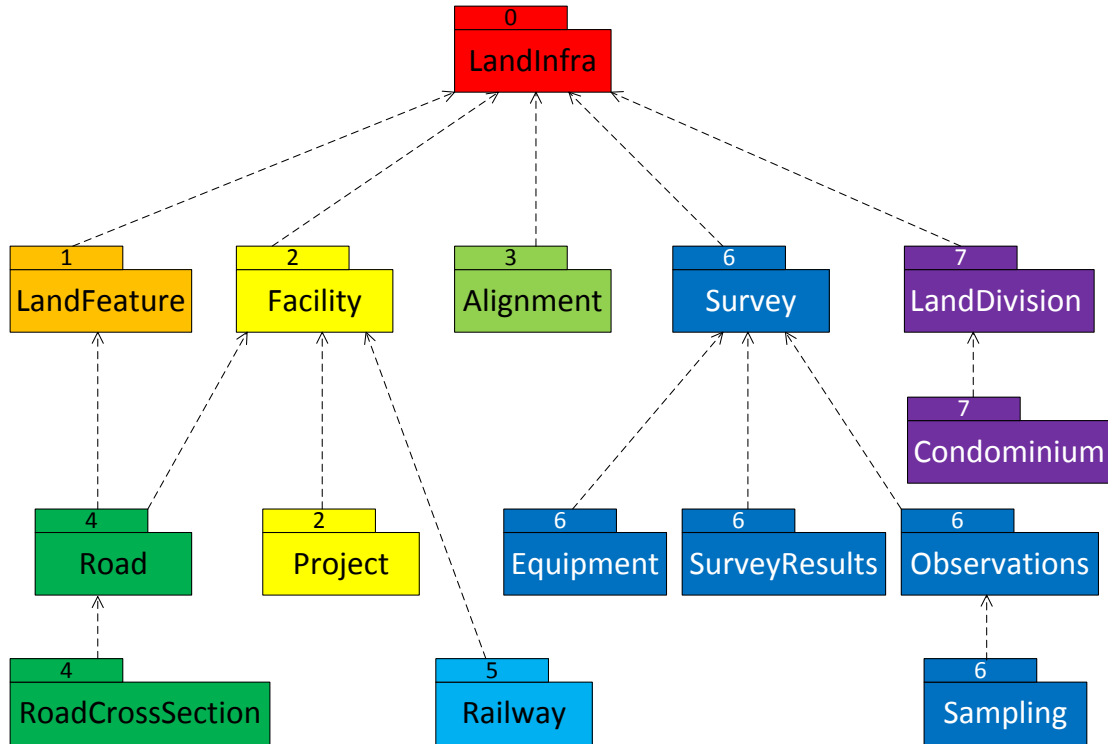 0
LandInfra
1
LandFeature
2
Facility
3
Alignment
6
Survey
7
LandDivision
7
Condominium
4
Road
2
Project
6
Equipment
6
SurveyResults
6
Observations
4
RoadCrossSection
5
Railway
6
Sampling